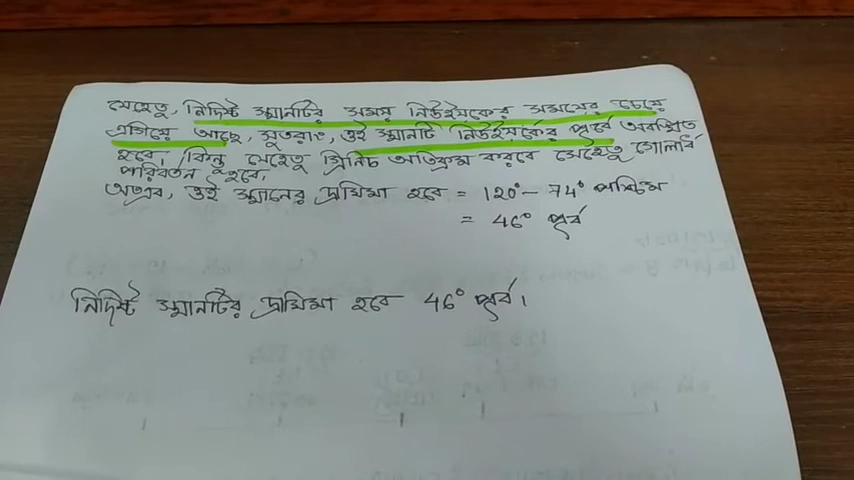 যেহেতু, নির্দিষ্ট স্থানটির সময় নিউইয়র্কের সময়ের চেয়ে
এগিয়ে আছে, সুতরাং, ওই স্থানটি নিউইয়র্কের পূর্বে অবস্থিত
হবে। কিন্তু যেহেতু গ্রিনিচ অতিক্রম করবে সেহেতু গোলার্ধ
পরিবর্তন হবে,
অতএব, ওই স্থানের দ্রাঘিমা হবে = 120° - 74° পশ্চিম
= 46° পূর্ব
নির্দিষ্ট স্থানটির দ্রাঘিমা হবে 46° পূর্ব।